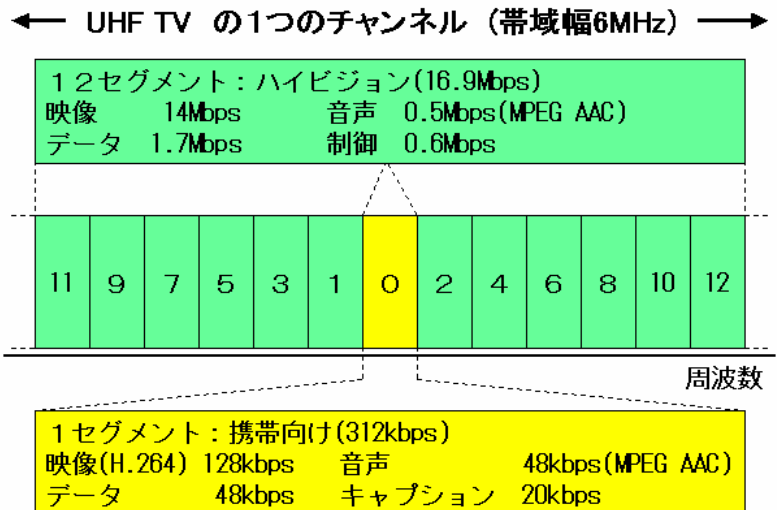 UHF TV の1つのチャンネル (帯域幅6MHz)
12セグメント:ハイビジョン(16.9Mbps)
映像 14Mbps 音声 0.5Mbps(MPEG AAC)
データ 1.7Mbps 制御 0.6Mbps
11 9 7 5 3 1 0 2 4 6 8 10 12
周波数
1セグメント:携帯向け(312kbps)
映像(H.264) 128kbps 音声 48kbps(MPEG AAC)
データ 48kbps キャプション 20kbps